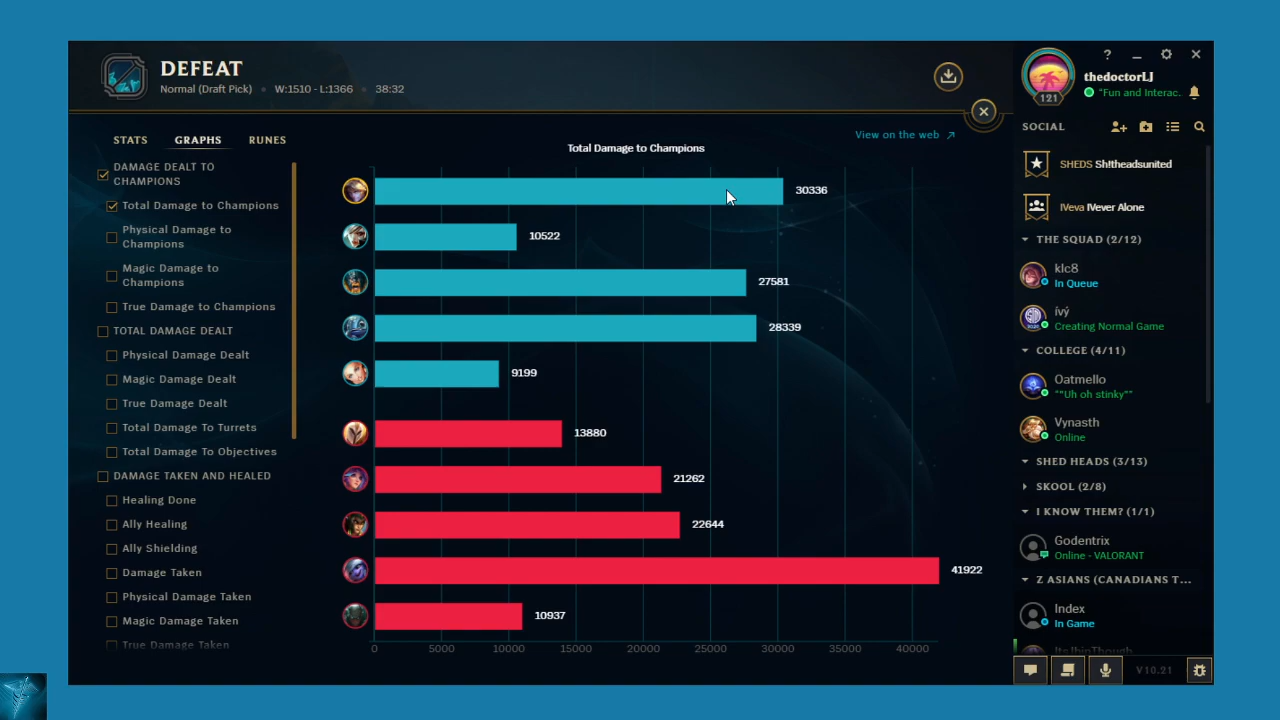 DEFEAT
Normal (Draft Pick) • W:1510 - L:1366 • 38:32
STATS GRAPHS RUNES
View on the web
DAMAGE DEALT TO
CHAMPIONS
Total Damage to Champions
Physical Damage to
Champions
Magic Damage to
Champions
True Damage to Champions
TOTAL DAMAGE DEALT
Physical Damage Dealt
Magic Damage Dealt
True Damage Dealt
Total Damage To Turrets
Total Damage To Objectives
DAMAGE TAKEN AND HEALED
Healing Done
Ally Healing
Ally Shielding
Damage Taken
Physical Damage Taken
Magic Damage Taken
True Damage Taken
Total Damage to Champions
30336
10522
27581
28339
9199
13880
21262
22644
41922
10937
0 5000 10000 15000 20000 25000 30000 35000 40000
?
121
thedoctorLJ
"Fun and Interac.
SOCIAL
SHEDS Sh!theadsunited
IVeva IVever Alone
THE SQUAD (2/12)
klc8
In Queue
ívý
Creating Normal Game
COLLEGE (4/11)
Oatmello
""Uh oh stinky""
Vynasth
Online
SHED HEADS (3/13)
SKOOL (2/8)
I KNOW THEM? (1/1)
Godentrix
Online - VALORANT
Z ASIANS (CANADIANS T...
Index
In Game
V10.21